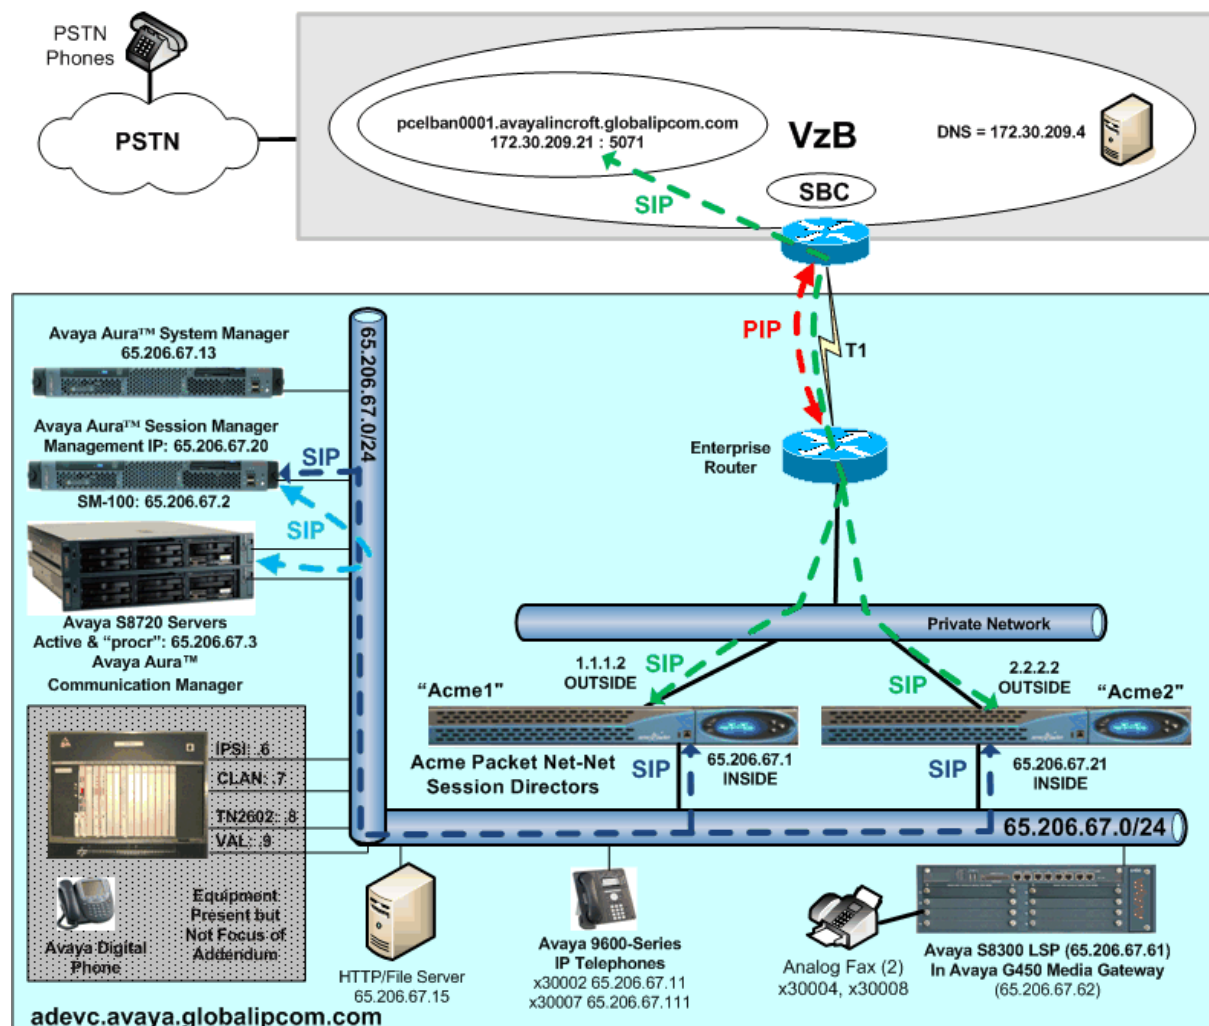 PSTN
Phones
PSTN
pcelban0001.avayalincroft.globalipcom.com
172.30.209.21 : 5071
VzB
DNS = 172.30.209.4
SBC
SIP
PIP
T1
Enterprise
Router
Avaya Aura™ System Manager
65.206.67.13
65.206.67.0/24
Avaya Aura™ Session Manager
Management IP: 65.206.67.20
SIP
SM-100: 65.206.67.2
SIP
Avaya S8720 Servers
Active & “procr”: 65.206.67.3
Avaya Aura™
Communication Manager
Private Network
1.1.1.2
OUTSIDE
SIP
“Acme1"
SIP
2.2.2.2
OUTSIDE
“Acme2"
Acme Packet Net-Net
Session Directors
SIP
65.206.67.1
INSIDE
SIP
65.206.67.21
INSIDE
IPSI: .6
CLAN: .7
TN2602: .8
VAL: .9
65.206.67.0/24
Avaya Digital
Phone
Equipment
Present but
Not Focus of
Addendum
HTTP/File Server
65.206.67.15
Avaya 9600-Series
IP Telephones
x30002 65.206.67.11
x30007 65.206.67.111
Analog Fax (2)
x30004, x30008
Avaya S8300 LSP (65.206.67.61)
In Avaya G450 Media Gateway
(65.206.67.62)
adevc.avaya.globalipcom.com